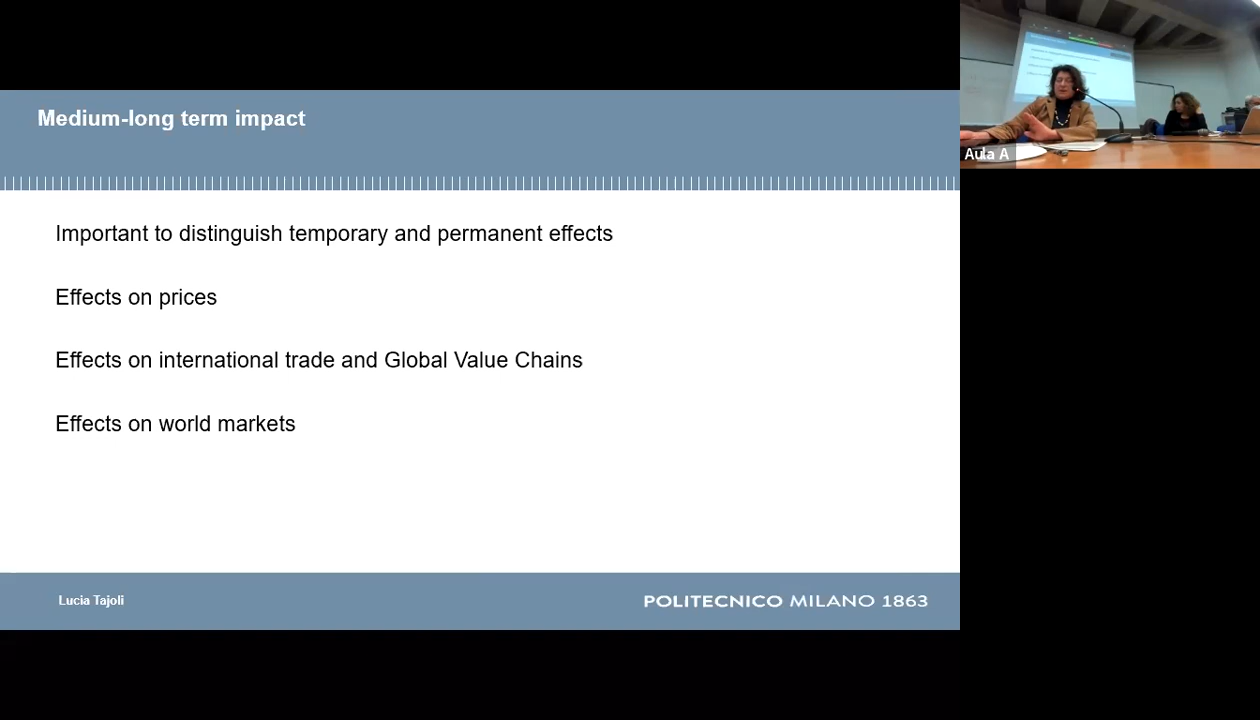 Medium-long term impact
Important to distinguish temporary and permanent effects
Effects on prices
Effects on international trade and Global Value Chains
Effects on world markets
Lucia Tajoli
POLITECNICO MILANO 1863
Aula A